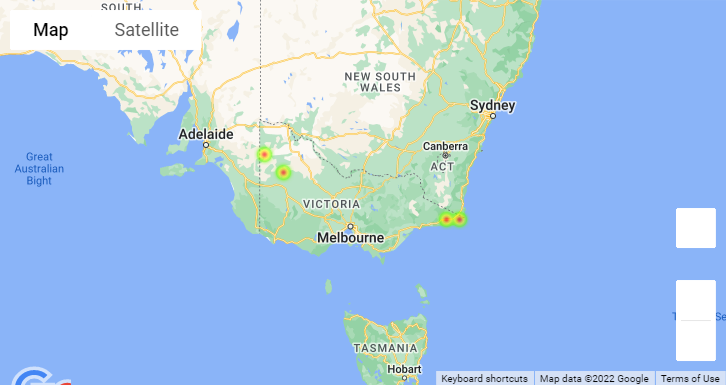 SOUTH
Map
Satellite
NEW SOUTH
WALES
Sydney
Adelaide
Canberra
ACT
Great
Australian
Bight
VICTORIA
Melbourne
TASMANIA
Hobart
Keyboard shortcuts
Map data ©2022 Google
Terms of Use